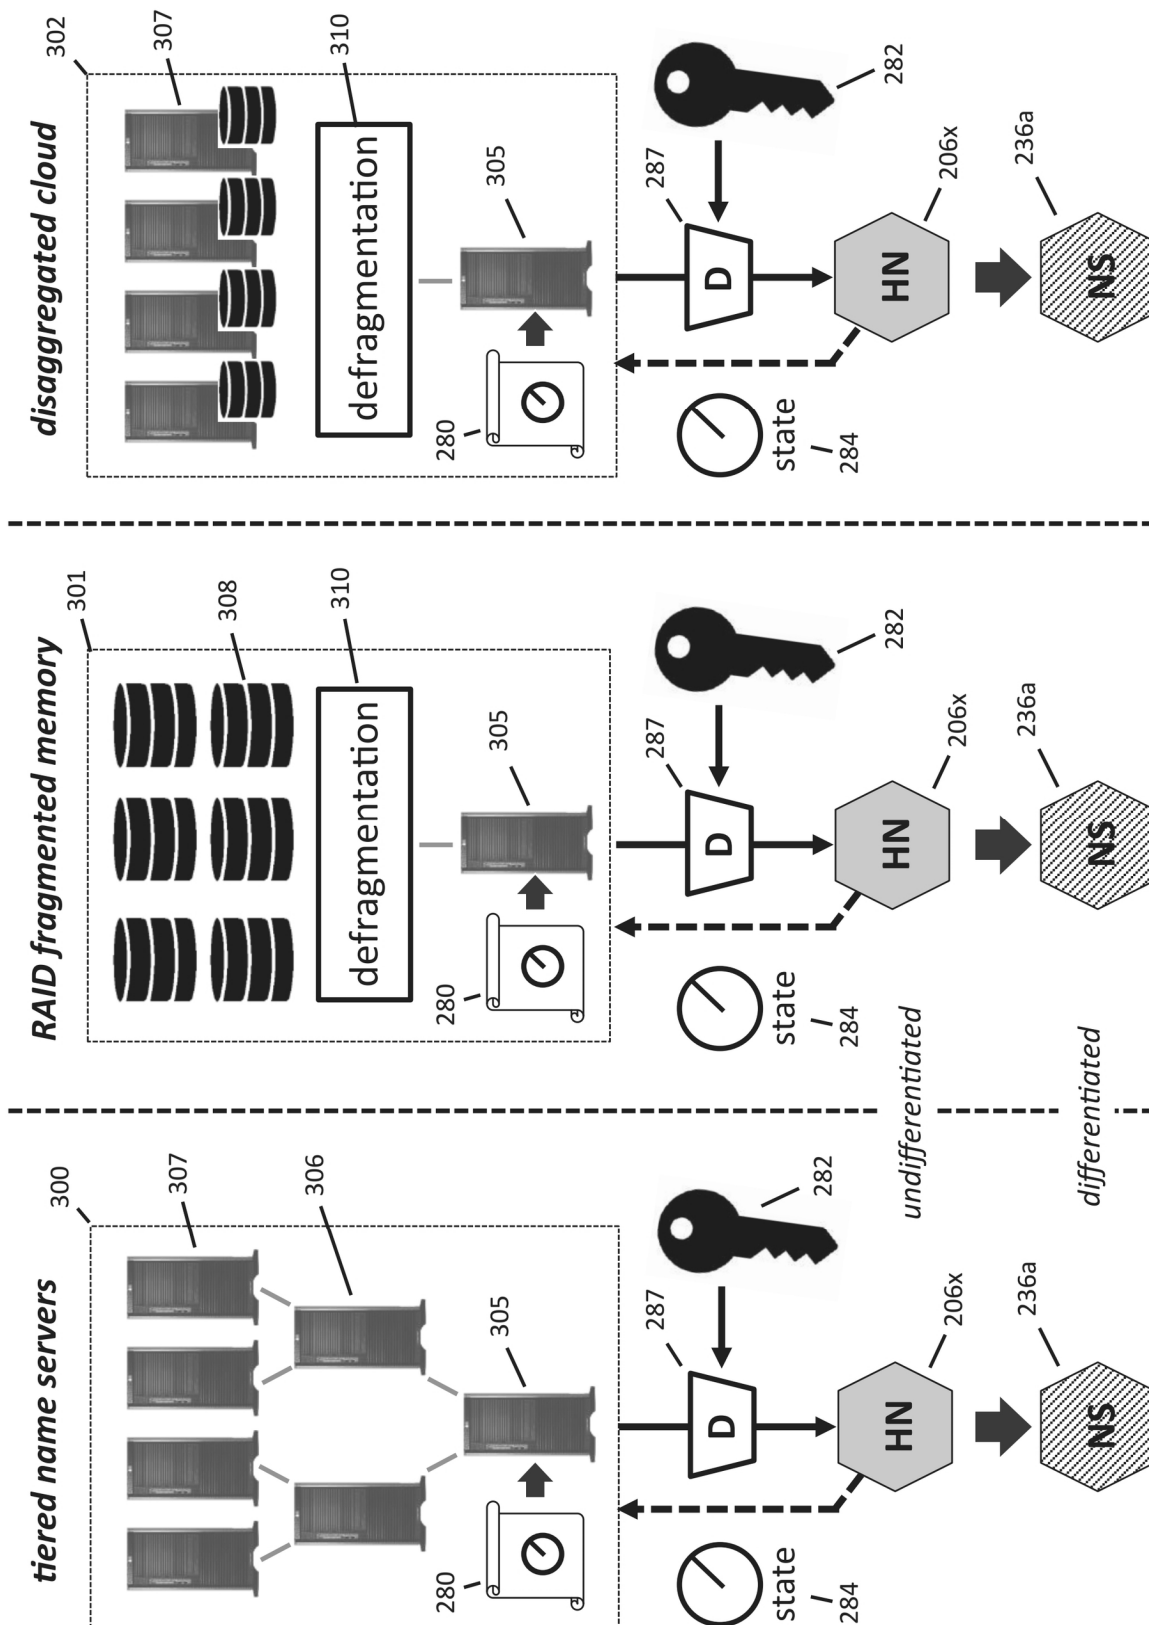 tiered name servers
300
307
306
305
280
287
282
D
state
284
HN
206x
NS
236a
undifferentiated
differentiated
RAID fragmented memory
301
308
310
defragmentation
305
280
287
282
D
state
284
HN
206x
NS
236a
disaggregated cloud
302
307
310
defragmentation
305
280
287
282
D
state
284
HN
206x
NS
236a